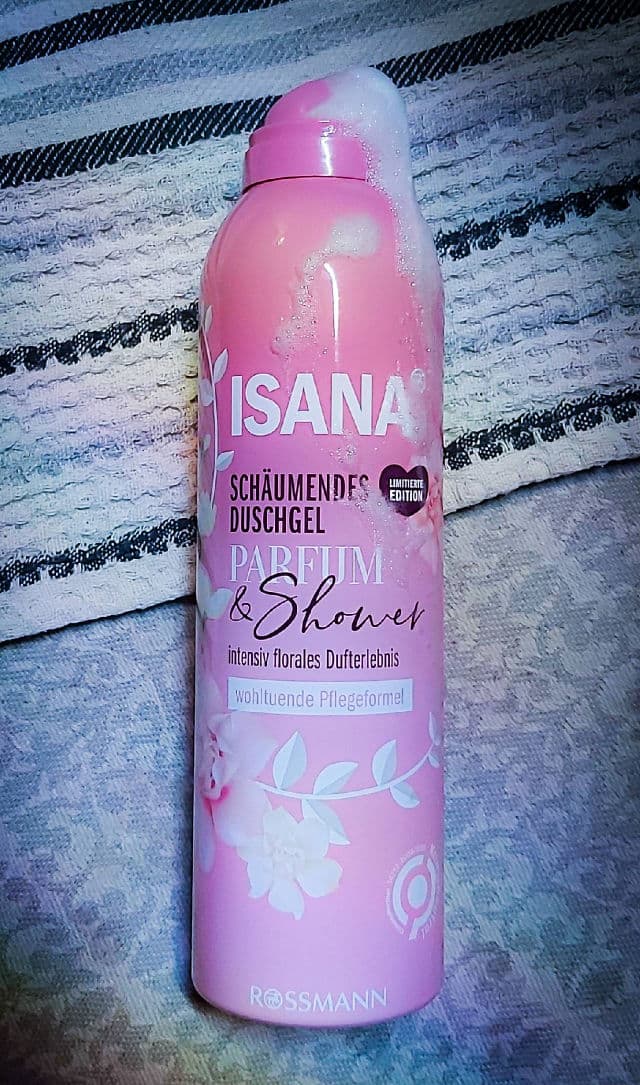 ISANA
SCHÄUMENDES
DUSCHGEL
LIMITIERTE
EDITION
PARFUM
& Shower
intensiv florales Dufterlebnis
wohltuende Pflegeformel
ROSSMANN